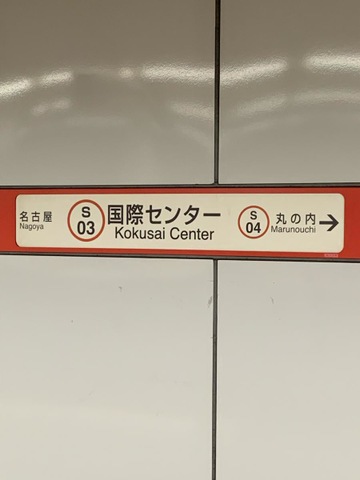 名古屋
Nagoya
S
03
国際センター
Kokusai Center
S
04
丸の内
Marunouchi
→